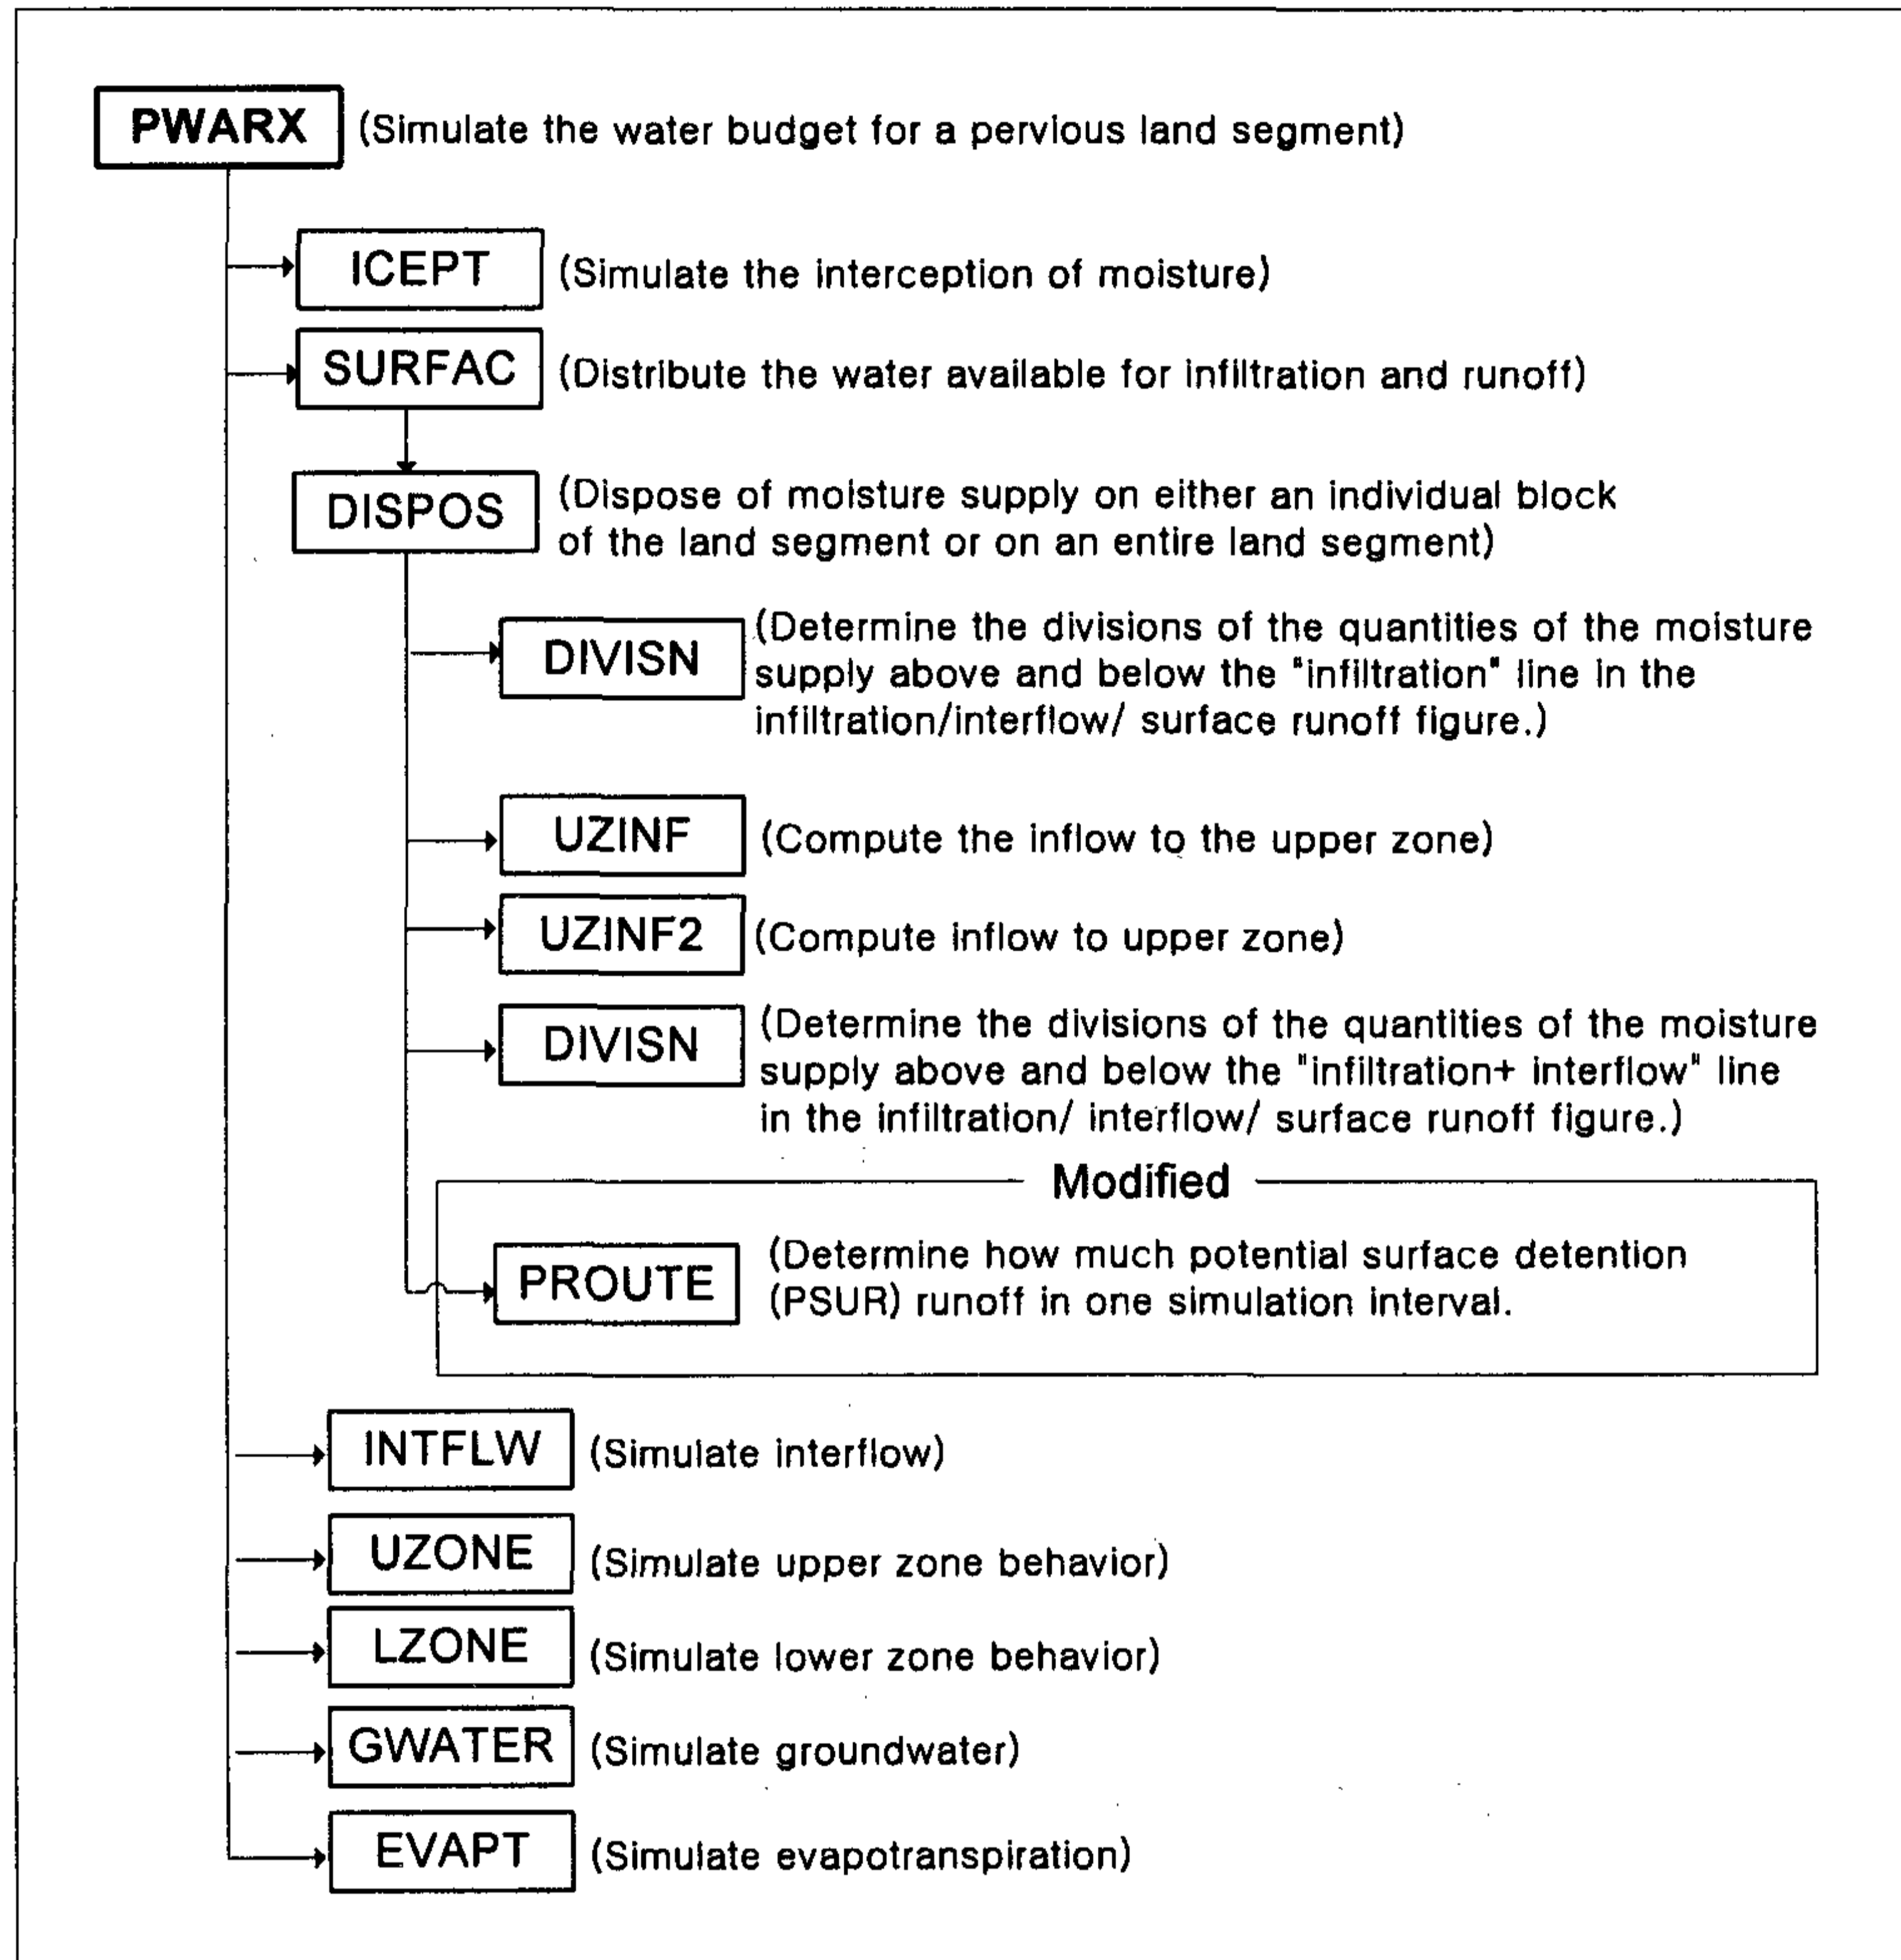 PWARX (Simulate the water budget for a pervious land segment)
ICEPT (Simulate the interception of moisture)
SURFAC (Distribute the water available for infiltration and runoff)
DISPOS (Dispose of moisture supply on either an individual block
of the land segment or on an entire land segment)
DIVISN (Determine the divisions of the quantities of the moisture
supply above and below the "infiltration" line in the
infiltration/interflow/ surface runoff figure.)
UZINF (Compute the inflow to the upper zone)
UZINF2 (Compute inflow to upper zone)
DIVISN (Determine the divisions of the quantities of the moisture
supply above and below the "infiltration+ interflow" line
in the infiltration/ interflow/ surface runoff figure.)
Modified
PROUTE (Determine how much potential surface detention
(PSUR) runoff in one simulation interval.
INTFLW (Simulate interflow)
UZONE (Simulate upper zone behavior)
LZONE (Simulate lower zone behavior)
GWATER (Simulate groundwater)
EVAPT (Simulate evapotranspiration)